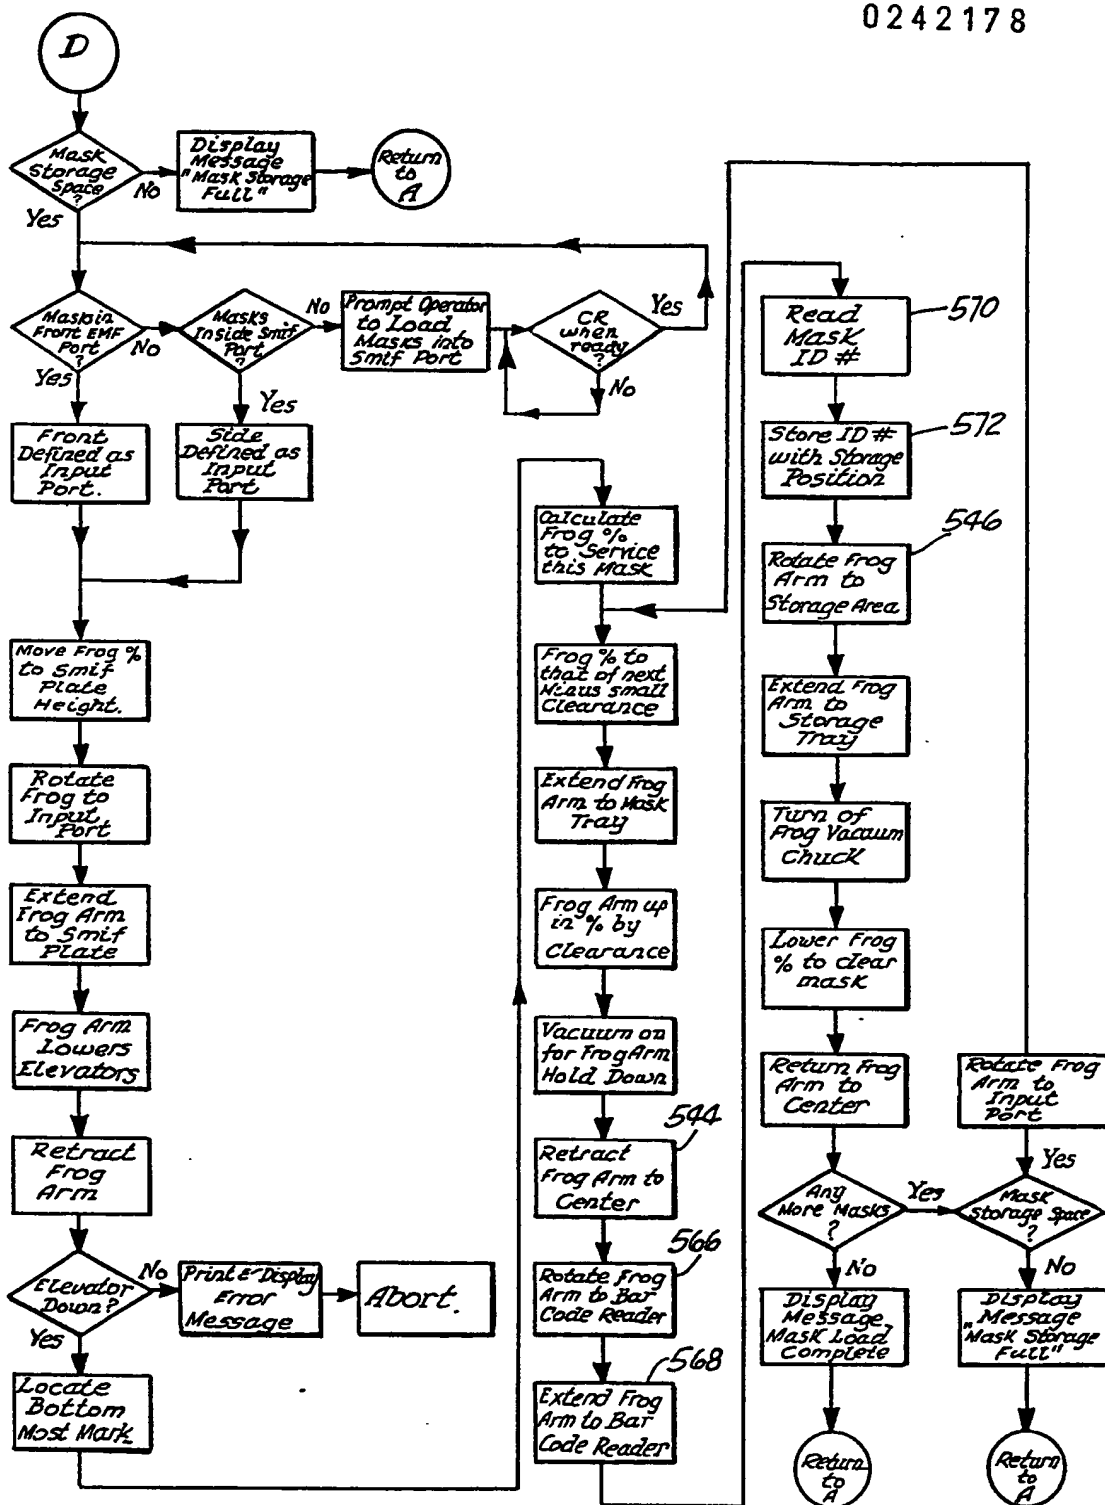 0242178
D
Mask
Storage
Space
?
No
Yes
Display
Message
"Mask Storage
Full"
Return
to
A
Mask in
Front EMF
Port
?
No
Yes
Masks
Inside Smif
Port
?
No
Yes
Prompt Operator
to Load
Masks into
Smif Port
CR
when
ready
?
Yes
No
Front
Defined as
Input
Port.
Side
Defined as
Input
Port
Move Frog %
to Smif
Plate
Height.
Rotate
Frog to
Input
Port
Extend
Frog Arm
to Smif
Plate
Frog Arm
Lowers
Elevators
Retract
Frog
Arm
Elevator
Down?
No
Yes
Print & Display
Error
Message
Abort.
Locate
Bottom
Most Mark
Calculate
Frog %
to Service
this Mask
Frog % to
that of next
Minus small
Clearance
Extend Frog
Arm to Mask
Tray
Frog Arm up
in % by
Clearance
Vacuum on
for Frog Arm
Hold Down
544
Retract
Frog Arm to
Center
566
Rotate Frog
Arm to Bar
Code Reader
568
Extend Frog
Arm to Bar
Code Reader
570
Read
Mask
ID #
572
Store ID #
with Storage
Position
546
Rotate Frog
Arm to
Storage Area
Extend Frog
Arm to
Storage
Tray
Turn of
Frog Vacuum
Chuck
Lower Frog
% to clear
mask
Return Frog
Arm to
Center
Any
More Masks
?
Yes
No
Display
Message
Mask Load
Complete
Return
to
A
Rotate Frog
Arm to
Input
Port
Yes
Mask
Storage Space
?
No
Display
Message
"Mask Storage
Full"
Return
to
A